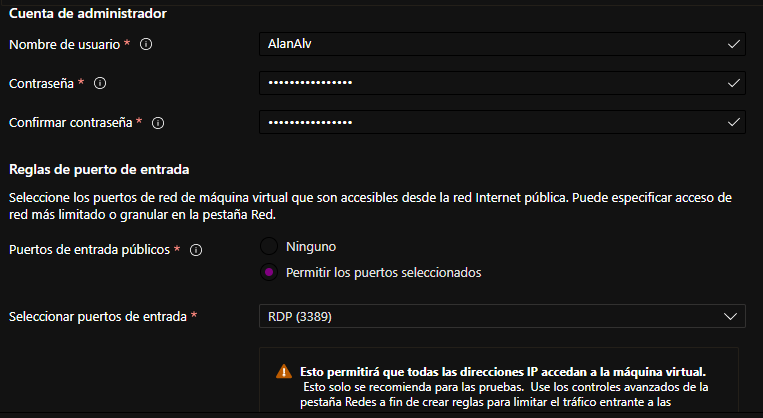 Cuenta de administrador
Nombre de usuario * AlanAlv
Contraseña * ••••••••••••••••
Confirmar contraseña * ••••••••••••••••
Reglas de puerto de entrada
Seleccione los puertos de red de máquina virtual que son accesibles desde la red Internet pública. Puede especificar acceso de
red más limitado o granular en la pestaña Red.
Puertos de entrada públicos * Ninguno
Permitir los puertos seleccionados
Seleccionar puertos de entrada * RDP (3389)
Esto permitirá que todas las direcciones IP accedan a la máquina virtual.
Esto solo se recomienda para las pruebas. Use los controles avanzados de la
pestaña Redes a fin de crear reglas para limitar el tráfico entrante a las